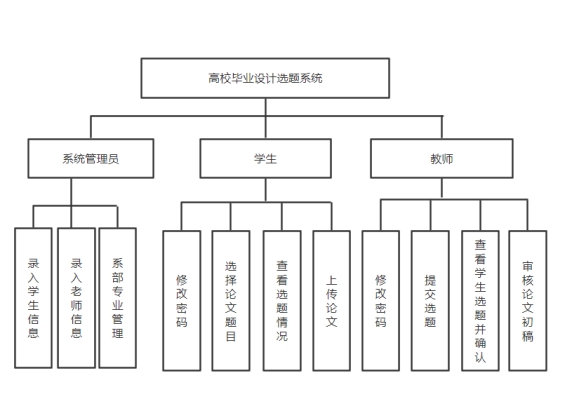 高校毕业设计选题系统
系统管理员
学生
教师
录入学生信息
录入老师信息
系部专业管理
修改密码
选择论文题目
查看选题情况
上传论文
修改密码
提交选题
查看学生选题并确认
审核论文初稿